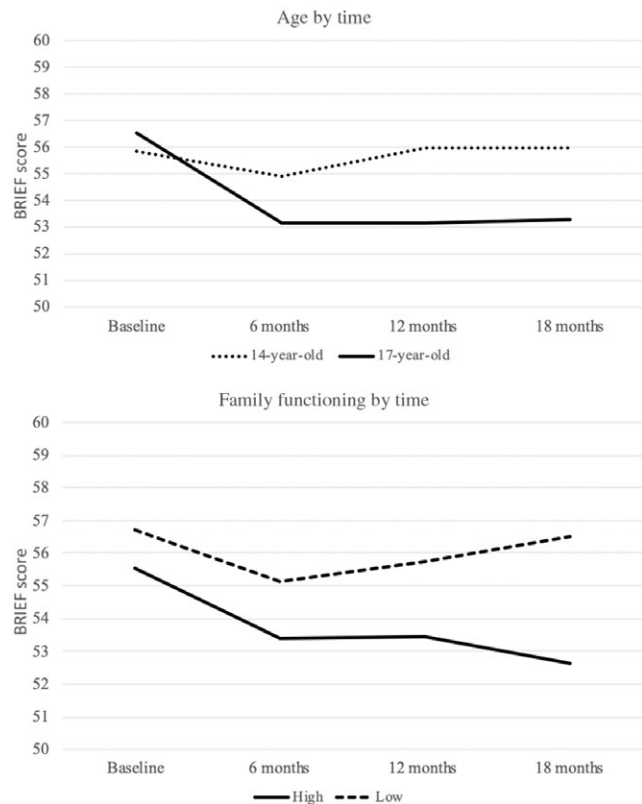 Age by time
60
59
58
57
56
55
54
53
52
51
50
BRIEF score
Baseline 6 months 12 months 18 months
14-year-old 17-year-old
Family functioning by time
60
59
58
57
56
55
54
53
52
51
50
BRIEF score
Baseline 6 months 12 months 18 months
High Low